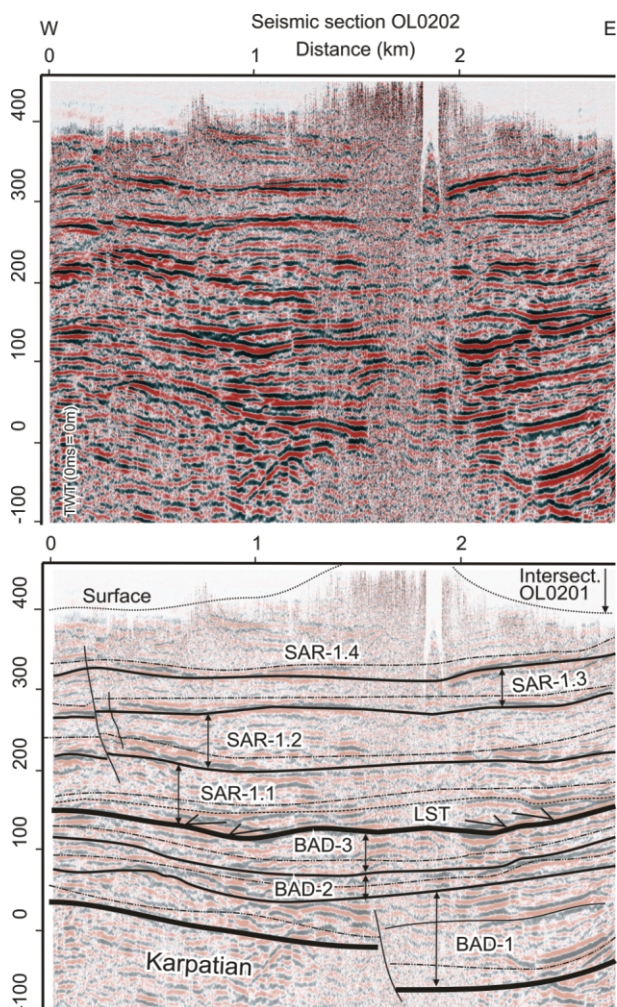 Seismic section OL0202
W
E
Distance (km)
0
1
2
400
300
200
100
0
-100
TWT (0ms = 0m)
0
1
2
400
300
200
100
0
-100
Surface
Intersect.
OL0201
SAR-1.4
SAR-1.3
SAR-1.2
SAR-1.1
LST
BAD-3
BAD-2
BAD-1
Karpatian